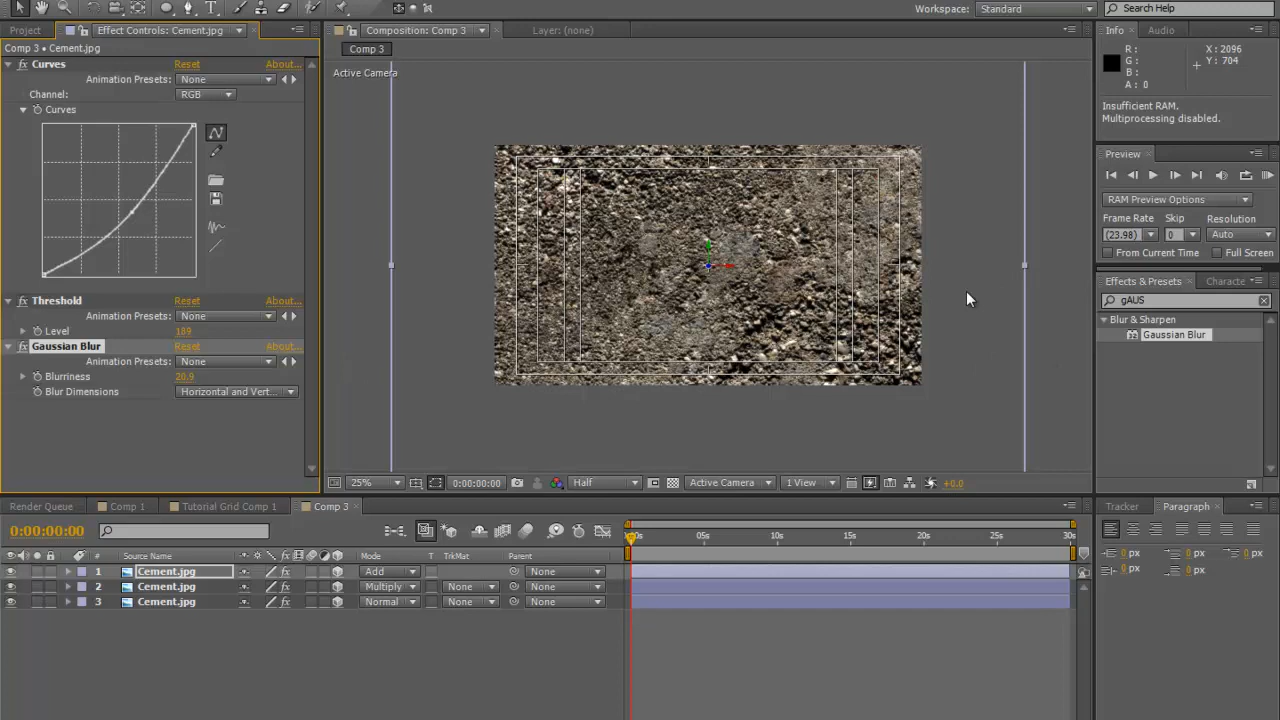 Workspace: Standard Search Help
Project Effect Controls: Cement.jpg Composition: Comp 3 Layer: (none) Info Audio
Comp 3 • Cement.jpg Comp 3
Curves Reset About...
Animation Presets: None
Channel: RGB
Curves
Active Camera
R: X: 2096
G: Y: 704
B:
A: 0
Insufficient RAM.
Multiprocessing disabled.
Preview
RAM Preview Options
Frame Rate Skip Resolution
(23.98) 0 Auto
From Current Time Full Screen
Effects & Presets Characte
gAUS
Blur & Sharpen
Gaussian Blur
Threshold Reset About...
Animation Presets: None
Level 189
Gaussian Blur Reset About...
Animation Presets: None
Blurriness 20.9
Blur Dimensions Horizontal and Vert...
25% 0:00:00:00 Half Active Camera 1 View +0.0
Render Queue Comp 1 Tutorial Grid Comp 1 Comp 3 Tracker Paragraph
0:00:00:00
# Source Name Mode T TrkMat Parent
05s 10s 15s 20s 25s 30s
1 Cement.jpg Add None
2 Cement.jpg Multiply None None
3 Cement.jpg Normal None None
0 px 0 px 0 px
0 px 0 px